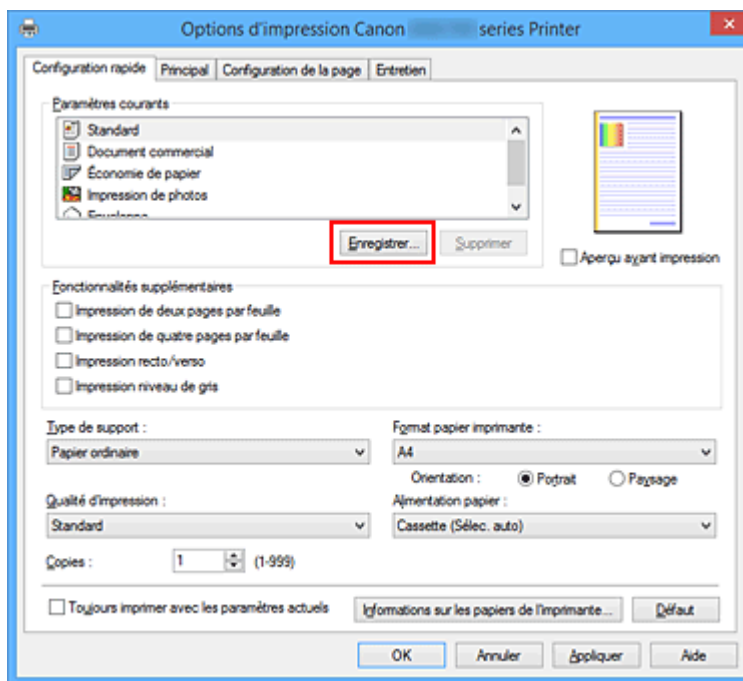 Options d'impression Canon series Printer
Configuration rapide Principal Configuration de la page Entretien
Paramètres courants
Standard
Document commercial
Économie de papier
Impression de photos
Enregistrer... Supprimer
Aperçu avant impression
Fonctionnalités supplémentaires
Impression de deux pages par feuille
Impression de quatre pages par feuille
Impression recto/verso
Impression niveau de gris
Type de support :
Papier ordinaire
Format papier imprimante :
A4
Orientation : Portrait Paysage
Qualité d'impression :
Standard
Alimentation papier :
Cassette (Sélec. auto)
Copies : 1 (1-999)
Toujours imprimer avec les paramètres actuels Informations sur les papiers de l'imprimante... Défaut
OK Annuler Appliquer Aide